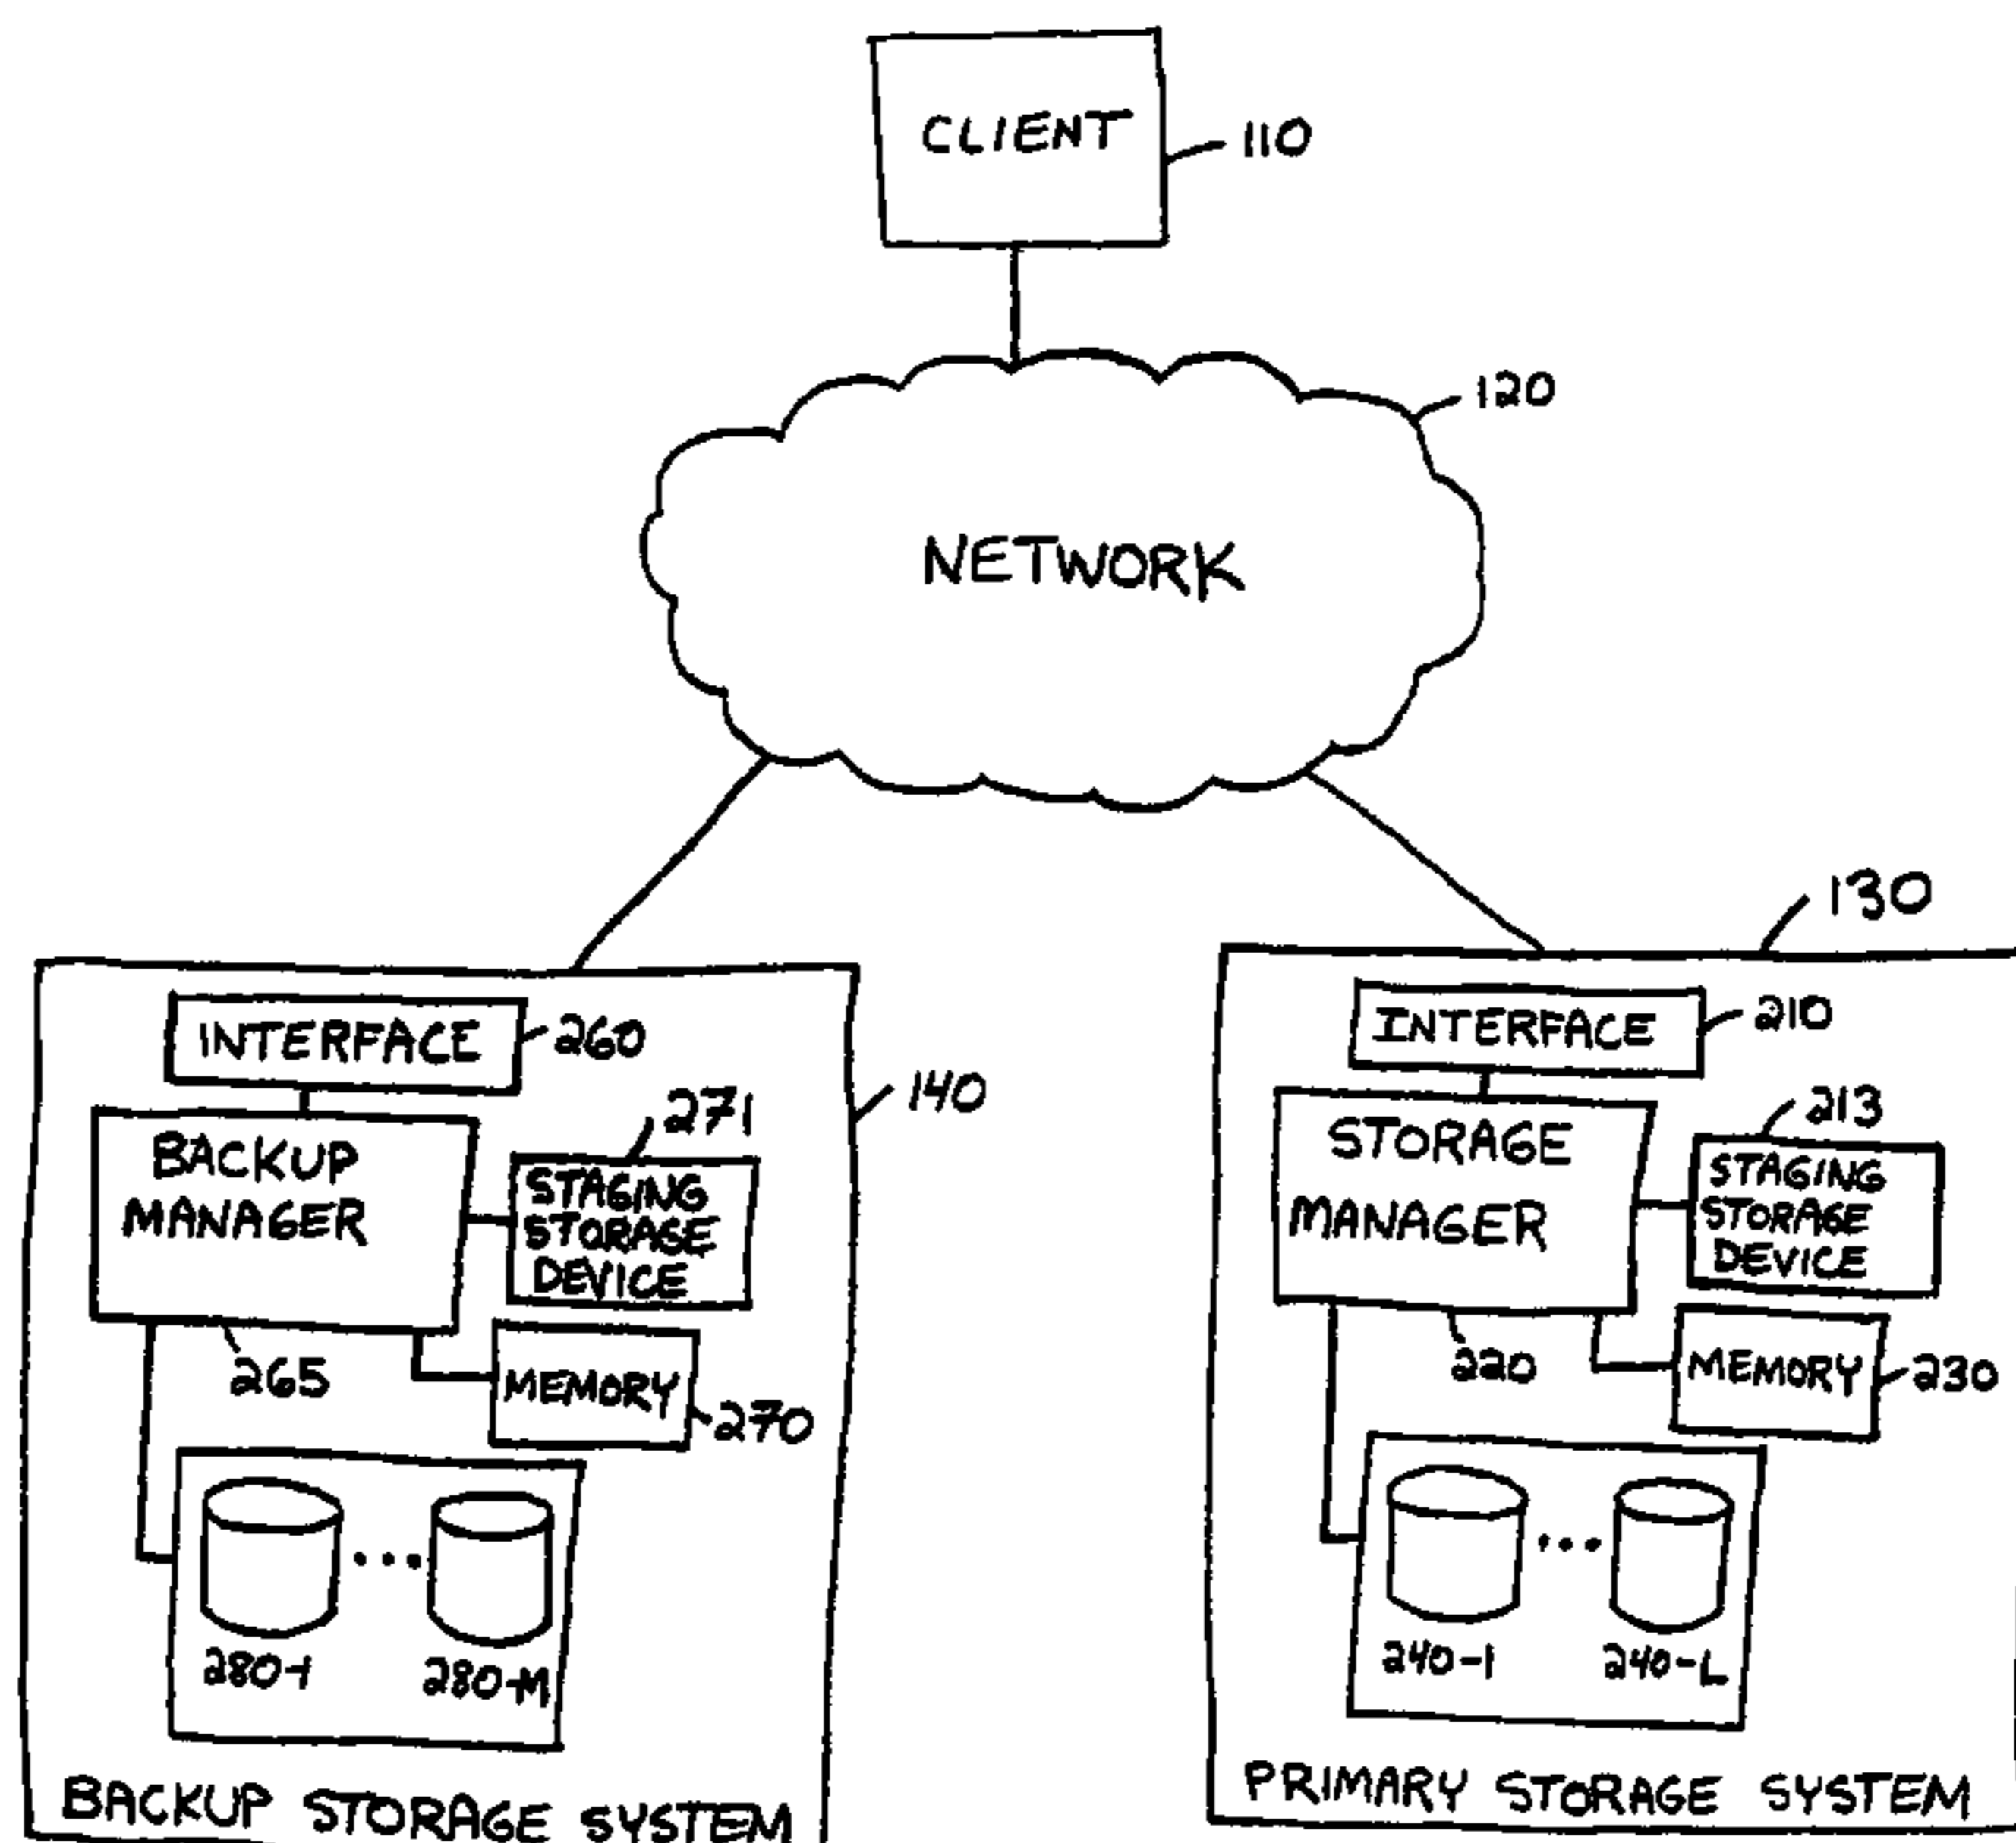 CLIENT
110
120
NETWORK
130
140
INTERFACE
260
271
BACKUP
MANAGER
STAGING
STORAGE
DEVICE
265
MEMORY
270
280-1
280-M
BACKUP STORAGE SYSTEM
INTERFACE
210
213
STORAGE
MANAGER
STAGING
STORAGE
DEVICE
220
MEMORY
230
240-1
240-L
PRIMARY STORAGE SYSTEM